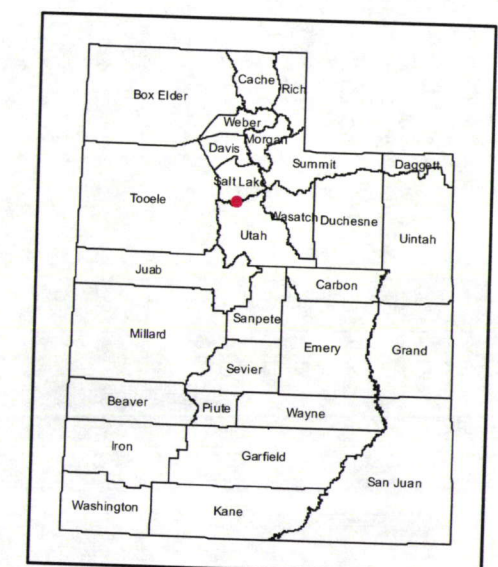 Cache
Rich
Box Elder
Weber
Morgan
Davis
Summit
Daggett
Salt Lake
Tooele
Wasatch
Duchesne
Utah
Uintah
Juab
Carbon
Sanpete
Millard
Emery
Grand
Sevier
Beaver
Piute
Wayne
Iron
Garfield
San Juan
Washington
Kane